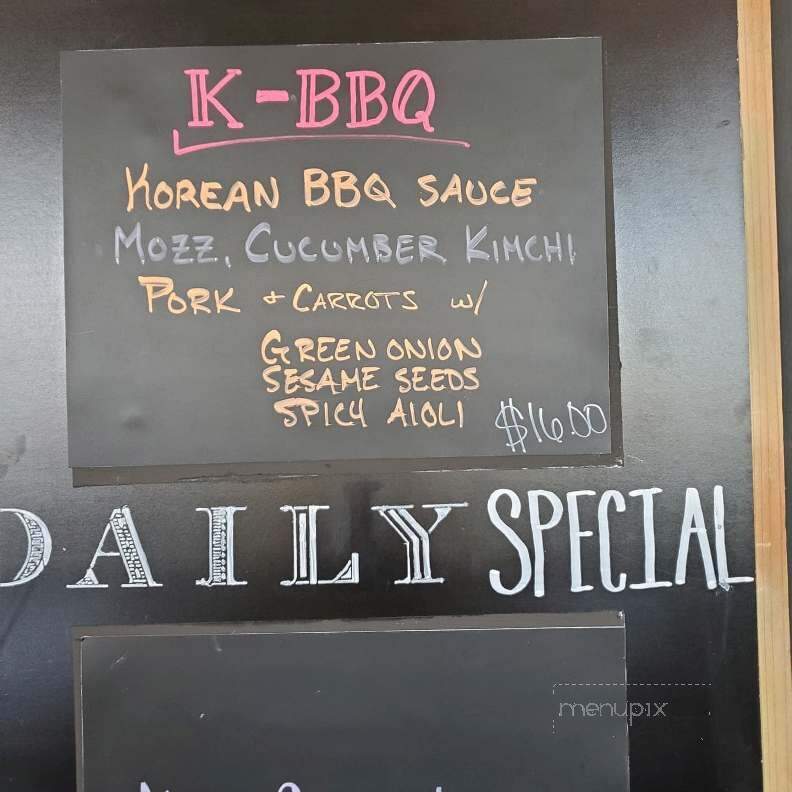 K-BBQ
KOREAN BBQ SAUCE
MOZZ, CUCUMBER KIMCHI
PORK + CARROTS W/
GREEN ONION
SESAME SEEDS
SPICY AIOLI
$16.00
DAILY SPECIAL
menupix